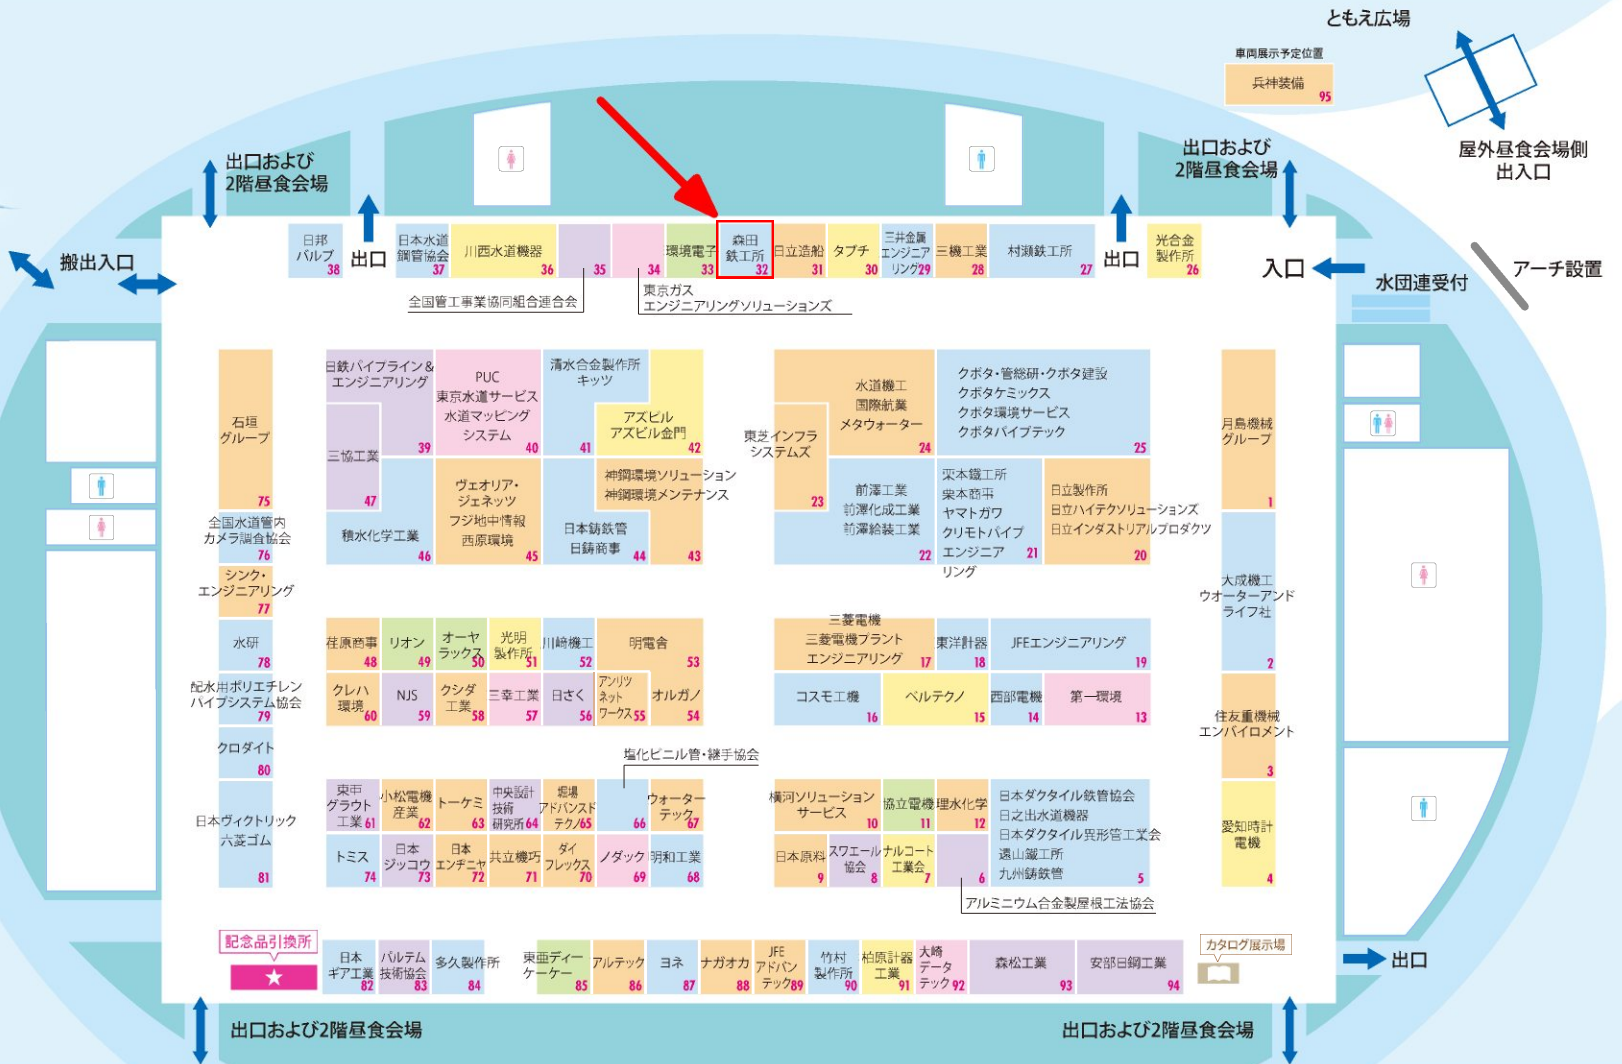 ともえ広場
車両展示予定位置
兵神装備
95
屋外昼食会場側
出入口
出口および
2階昼食会場
出口および
2階昼食会場
搬出入口
出口
出口
入口
水団連受付
アーチ設置
日邦
バルブ
38
日本水道
鋼管協会
37
川西水道機器
36
35
全国管工事業協同組合連合会
34
東京ガス
エンジニアリングソリューションズ
環境電子
33
森田
鉄工所
32
日立造船
31
タブチ
30
三井金属
エンジニア
リング29
三機工業
28
村瀬鉄工所
27
光合金
製作所
26
石垣
グループ
75
全国水道管内
カメラ調査協会
76
シンク・
エンジニアリング
77
水研
78
配水用ポリエチレン
パイプシステム協会
79
クロダイト
80
日本ヴィクトリック
六菱ゴム
81
日鉄パイプライン&
エンジニアリング
39
三協工業
47
PUC
東京水道サービス
水道マッピング
システム
40
清水合金製作所
キッツ
41
アズビル
アズビル金門
42
積水化学工業
46
ヴェオリア・
ジェネッツ
フジ地中情報
西原環境
45
日本鋳鉄管
日鋳商事
44
神鋼環境ソリューション
神鋼環境メンテナンス
43
東芝インフラ
システムズ
23
水道機工
国際航業
メタウォーター
24
クボタ・管総研・クボタ建設
クボタケミックス
クボタ環境サービス
クボタパイプテック
25
前澤工業
前澤化成工業
前澤給装工業
22
栗本鐵工所
栗本商事
ヤマトガワ
クリモトパイプ
エンジニア
リング
21
日立製作所
日立ハイテクソリューションズ
日立インダストリアルプロダクツ
20
月島機械
グループ
1
大成機工
ウオーターアンド
ライフ社
2
住友重機械
エンバイロメント
3
愛知時計
電機
4
荏原商事
48
リオン
49
オーヤ
ラックス
50
光明
製作所
51
川﨑機工
52
明電舎
53
クレハ
環境
60
NJS
59
クシダ
工業
58
三幸工業
57
日さく
56
アンリツ
ネット
ワークス55
オルガノ
54
三菱電機
三菱電機プラント
エンジニアリング
17
東洋計器
18
JFEエンジニアリング
19
コスモ工機
16
ベルテクノ
15
西部電機
14
第一環境
13
塩化ビニル管・継手協会
東亜
グラウト
工業61
小松電機
産業
62
トーケミ
63
中央設計
技術
研究所64
堀場
アドバンスド
テクノ65
66
ウォーター
テック
67
トミス
74
日本
ジッコウ
73
日本
エンヂニヤ
72
共立機巧
71
ダイ
フレックス
70
ノダック
69
明和工業
68
横河ソリューション
サービス
10
協立電機
11
理水化学
12
日本ダクタイル鉄管協会
日之出水道機器
日本ダクタイル異形管工業会
遠山鐵工所
九州鋳鉄管
5
日本原料
9
スワエール
協会
8
ナルコート
工業会
7
6
アルミニウム合金製屋根工法協会
記念品引換所
日本
ギア工業
82
バルテム
技術協会
83
多久製作所
84
東亜ディー
ケーケー
85
アルテック
86
ヨネ
87
ナガオカ
88
JFE
アドバン
テック89
竹村
製作所
90
柏原計器
工業
91
大崎
データ
テック92
森松工業
93
安部日鋼工業
94
カタログ展示場
出口
出口および2階昼食会場
出口および2階昼食会場